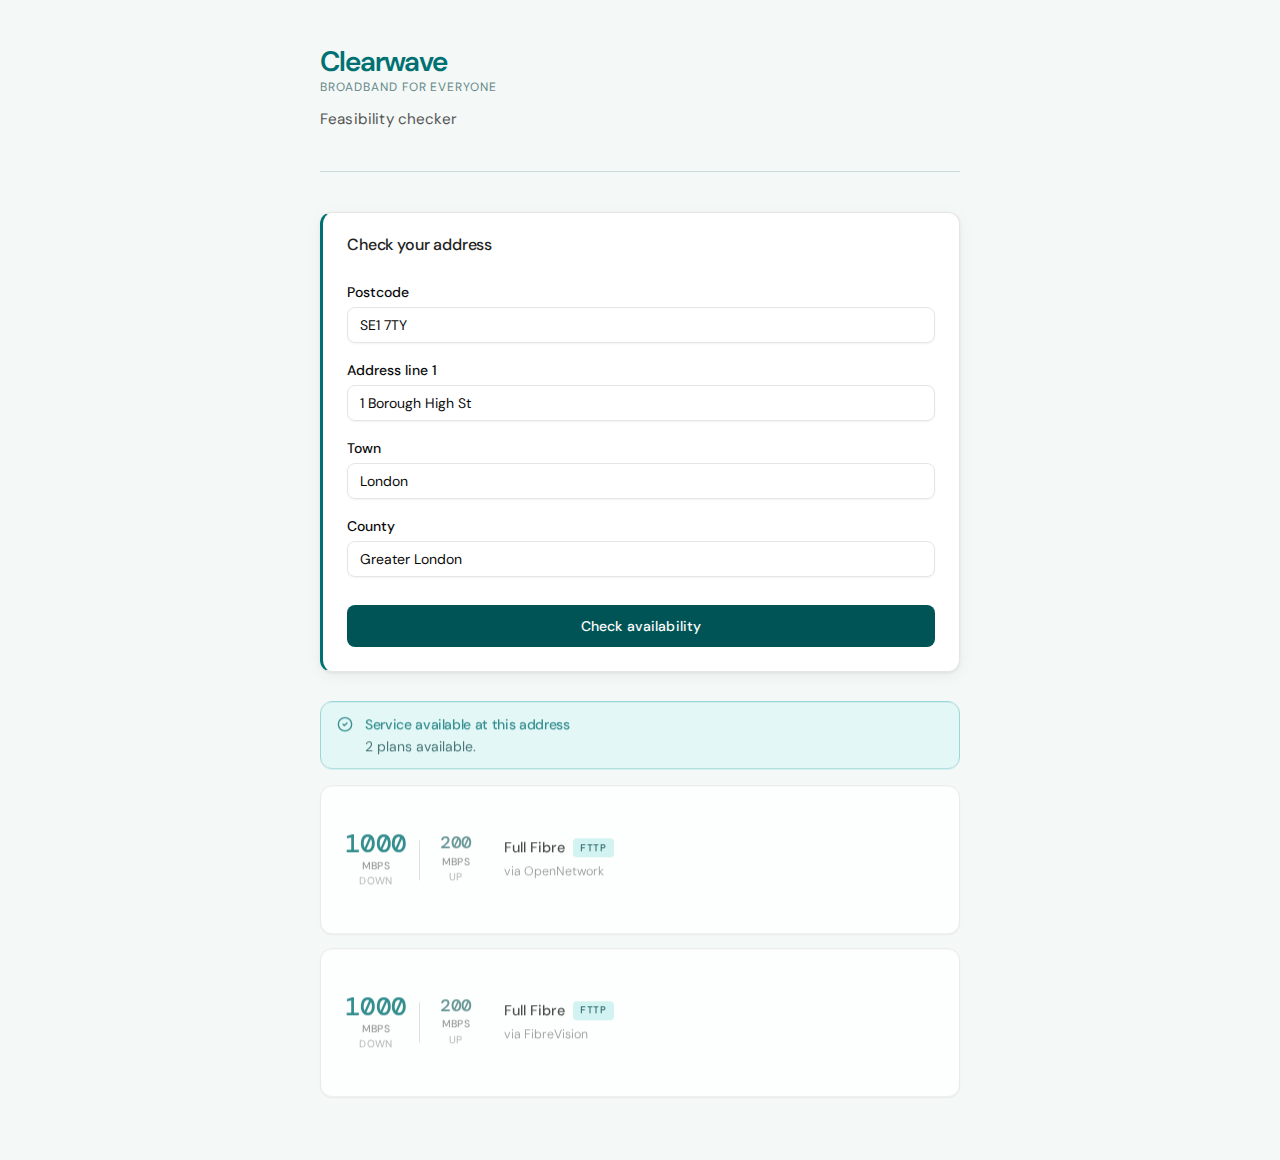 Clearwave
BROADBAND FOR EVERYONE
Feasibility checker
Check your address
Postcode
SE1 7TY
Address line 1
1 Borough High St
Town
London
County
Greater London
Check availability
Service available at this address
2 plans available.
1000
MBPS
DOWN
200
MBPS
UP
Full Fibre FTTP
via OpenNetwork
1000
MBPS
DOWN
200
MBPS
UP
Full Fibre FTTP
via FibreVision